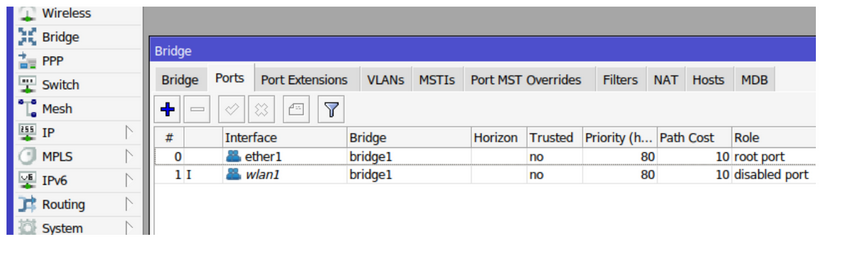 Wireless
Bridge
PPP
Switch
Mesh
IP
MPLS
IPv6
Routing
System
Bridge
Bridge Ports Port Extensions VLANs MSTIs Port MST Overrides Filters NAT Hosts MDB
# Interface Bridge Horizon Trusted Priority (h... Path Cost Role
0 ether1 bridge1 no 80 10 root port
1 I wlan1 bridge1 no 80 10 disabled port